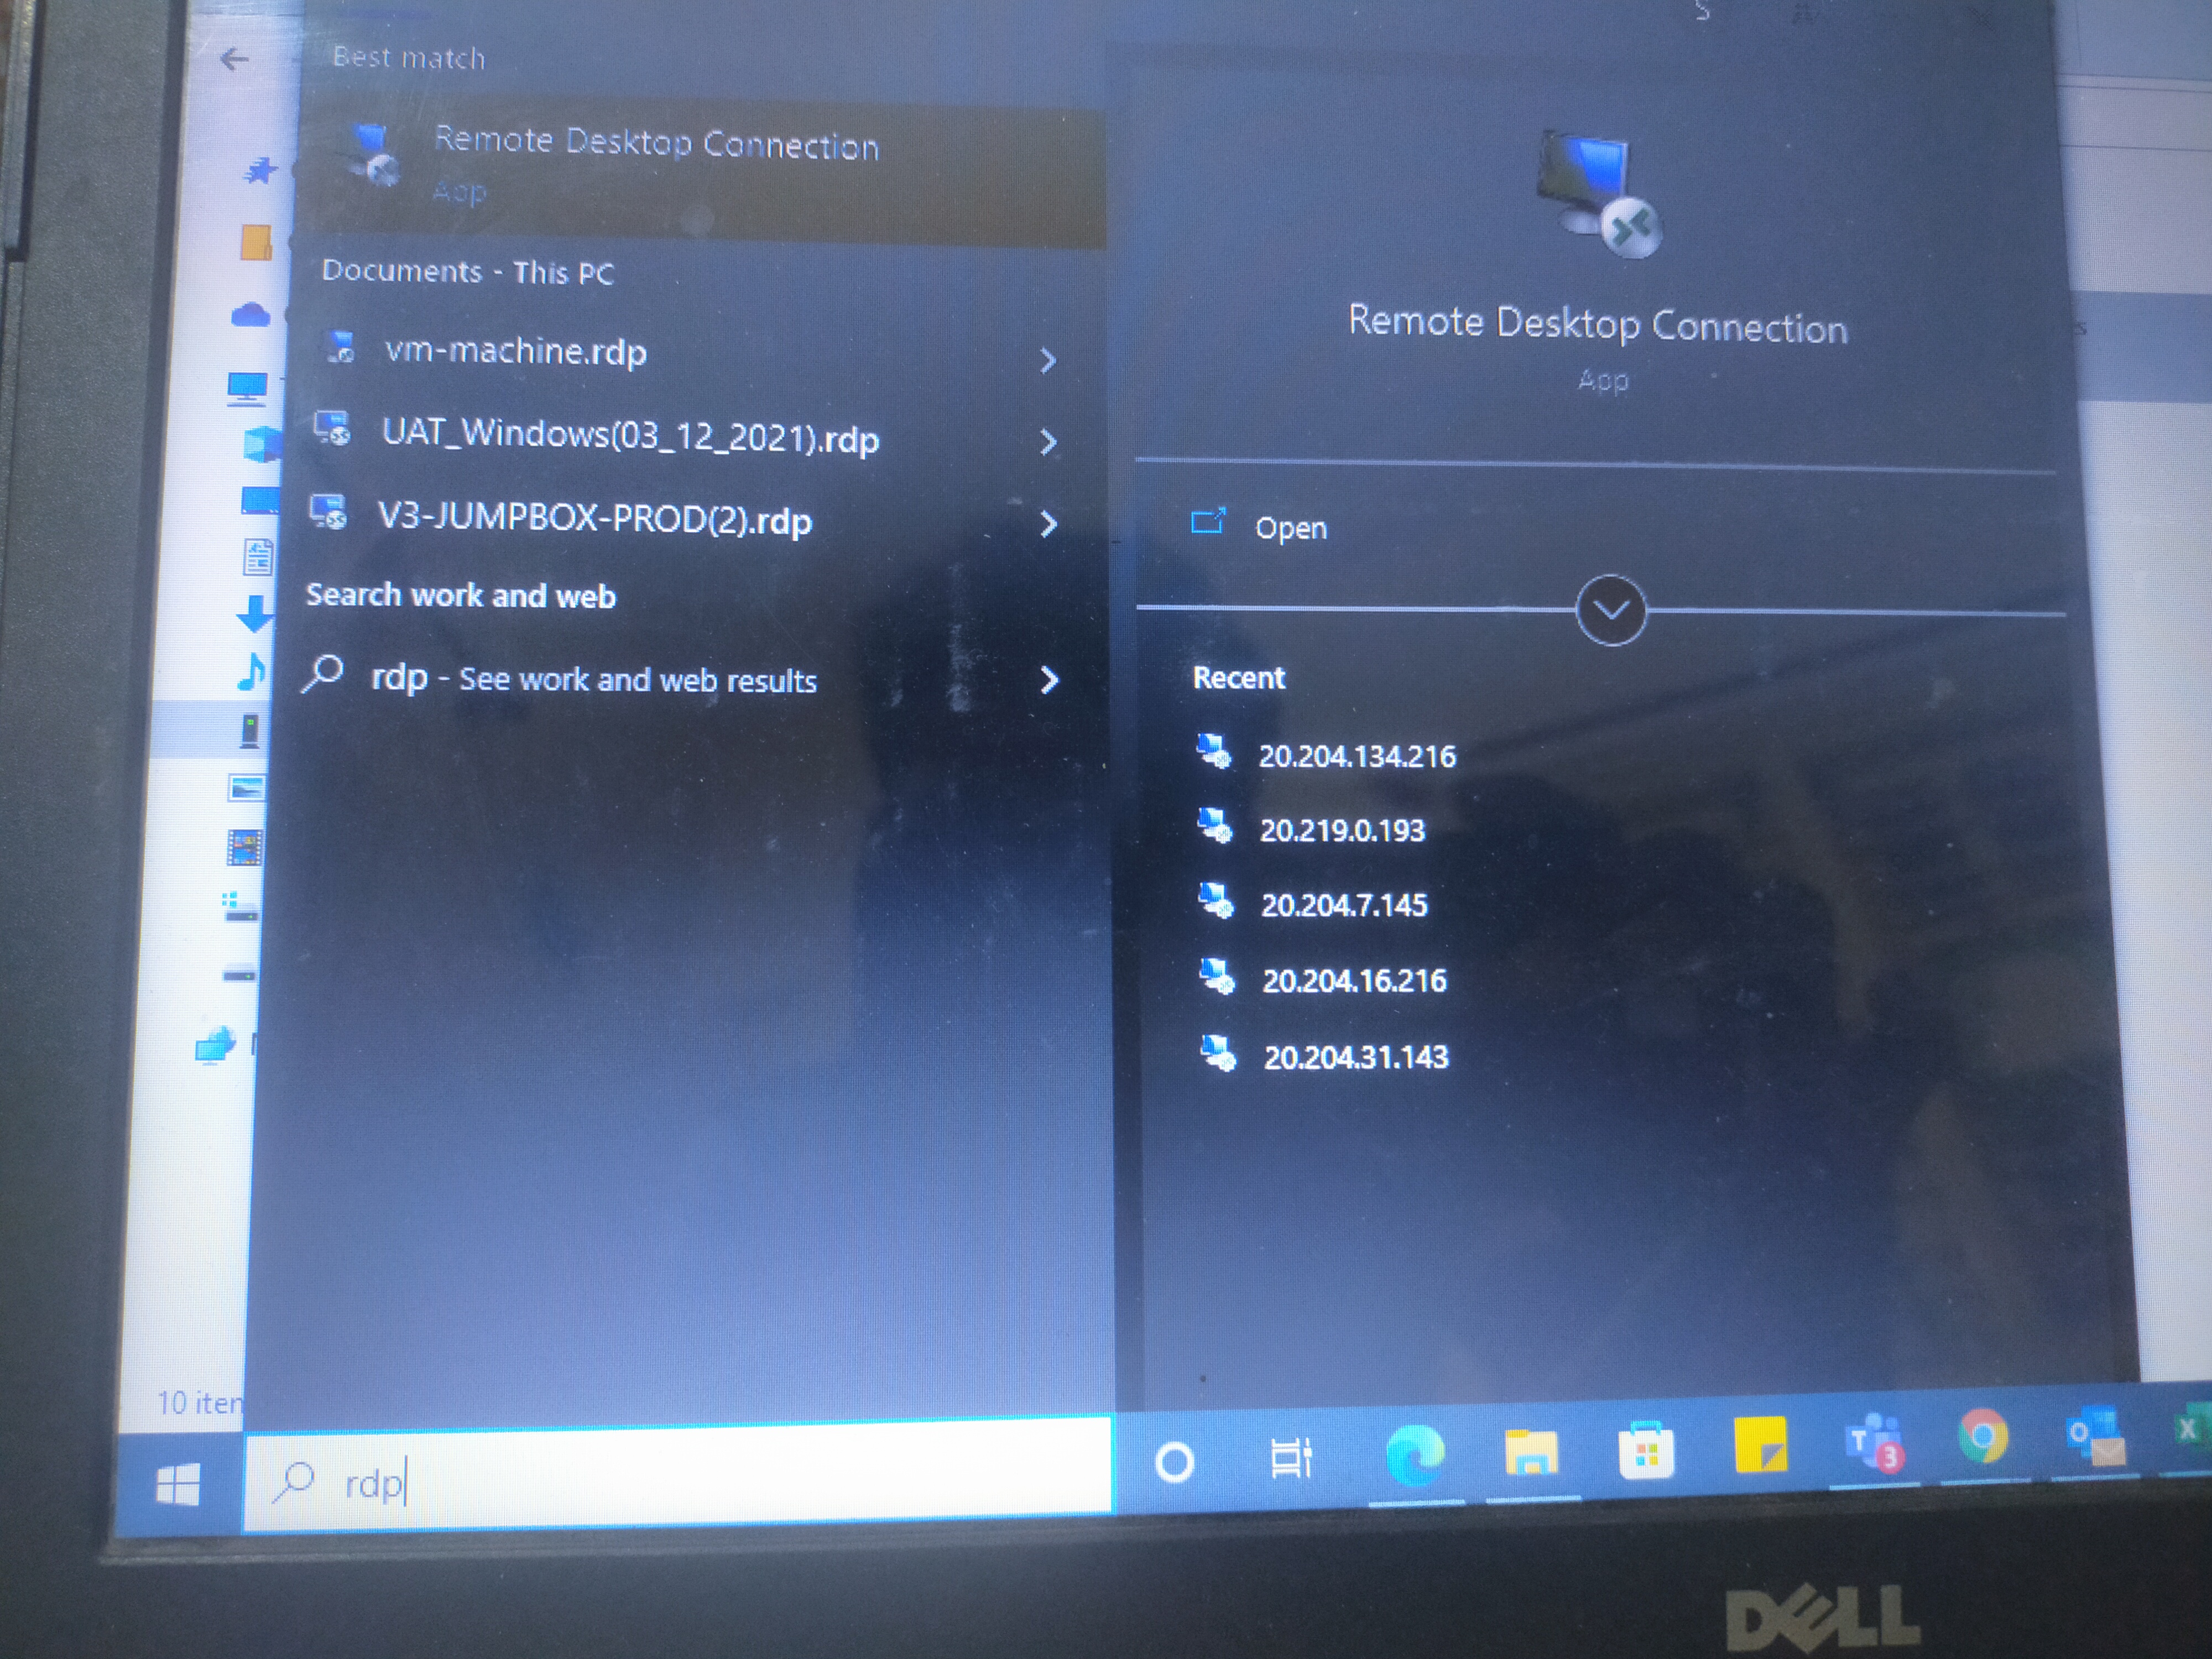 Best match
Remote Desktop Connection
App
Documents - This PC
vm-machine.rdp
UAT_Windows(03_12_2021).rdp
V3-JUMPBOX-PROD(2).rdp
Search work and web
rdp - See work and web results
Remote Desktop Connection
App
Open
Recent
20.204.134.216
20.219.0.193
20.204.7.145
20.204.16.216
20.204.31.143
10 item
rdp
T 3
DELL